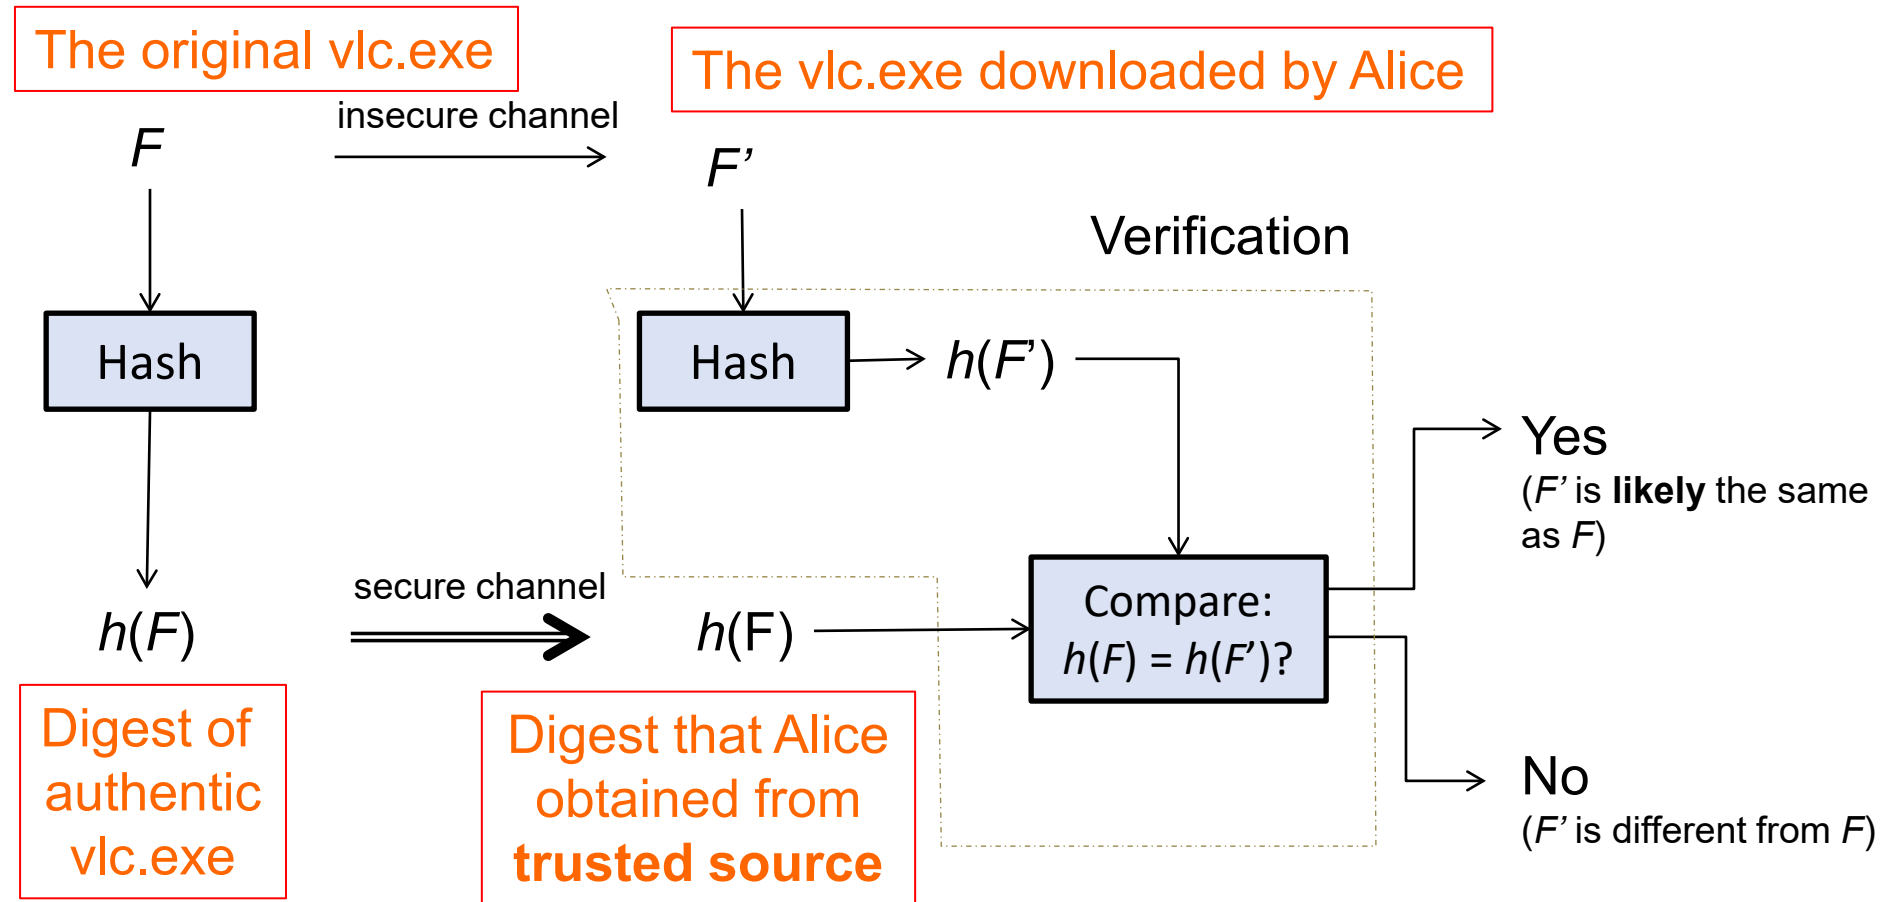 The original vlc.exe
The vlc.exe downloaded by Alice
insecure channel
F
F’
Verification
Hash
Hash
h(F’)
Yes
(F’ is likely the same
as F)
secure channel
h(F)
h(F)
Compare:
h(F) = h(F’)?
Digest of
authentic
vlc.exe
Digest that Alice
obtained from
trusted source
No
(F’ is different from F)